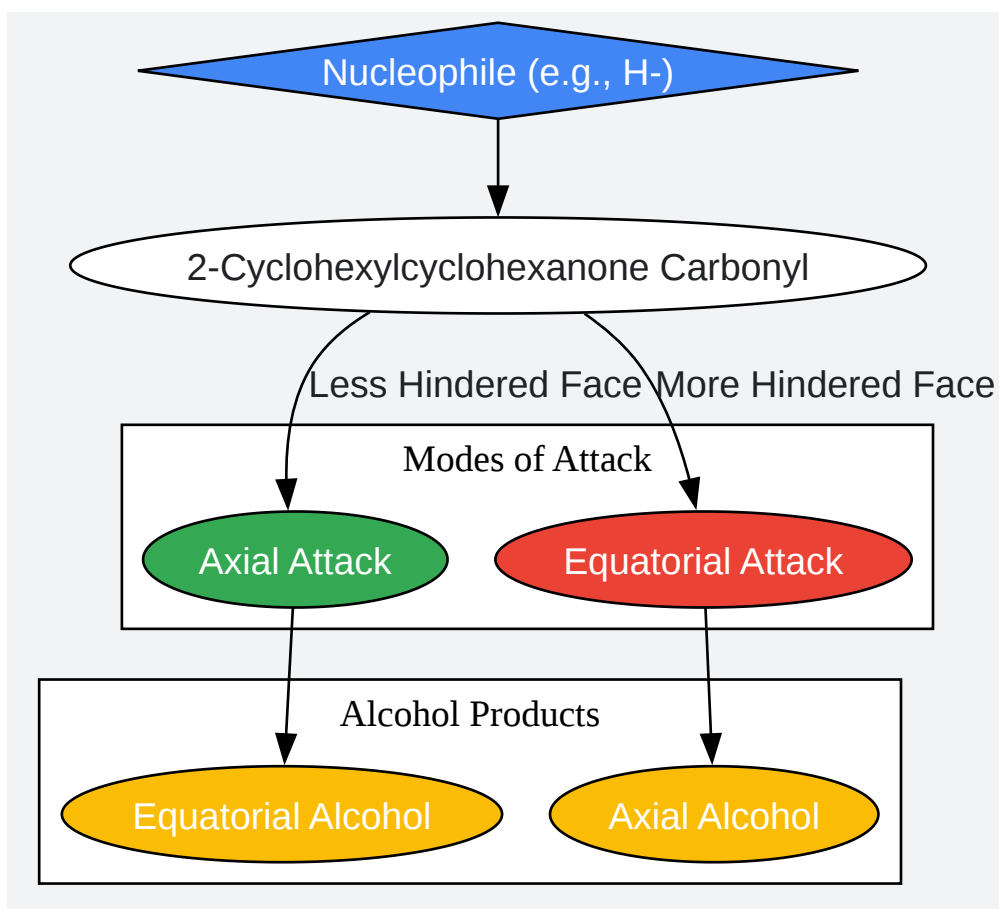 Nucleophile (e.g., H-)
2-Cyclohexylcyclohexanone Carbonyl
Less Hindered Face
More Hindered Face
Modes of Attack
Axial Attack
Equatorial Attack
Alcohol Products
Equatorial Alcohol
Axial Alcohol